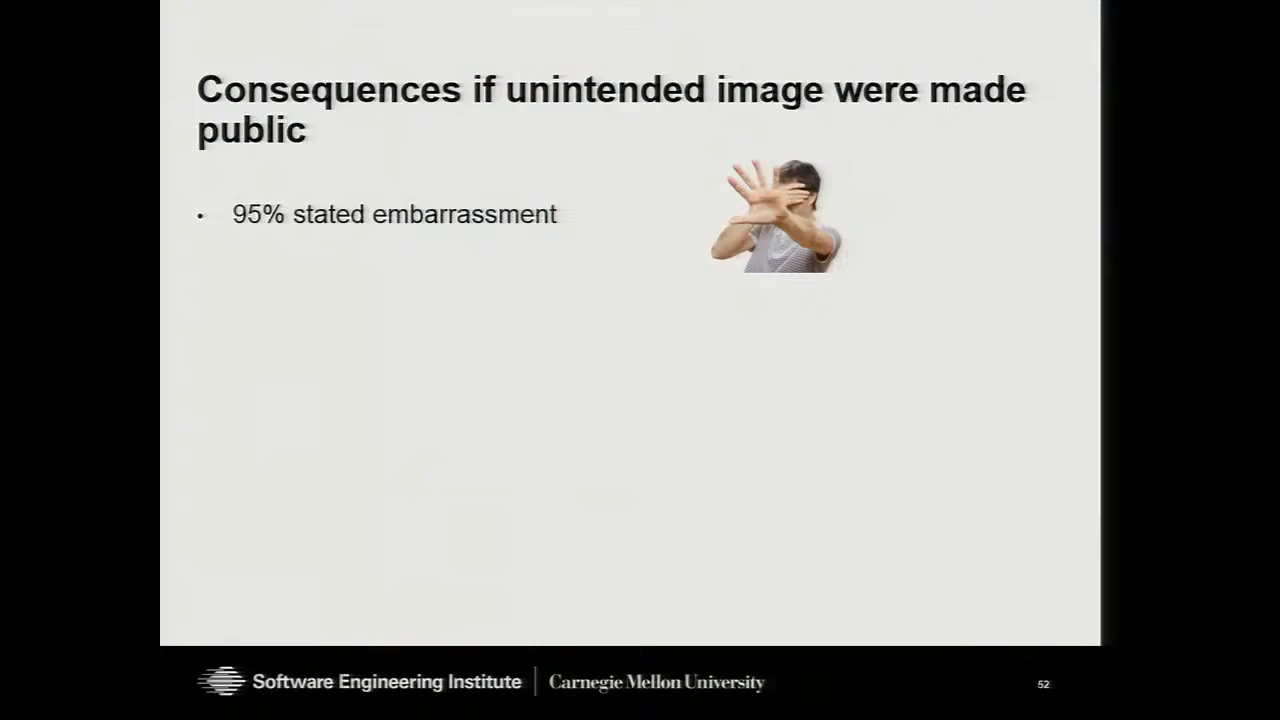 Consequences if unintended image were made
public
• 95% stated embarrassment
Software Engineering Institute | Carnegie Mellon University
52